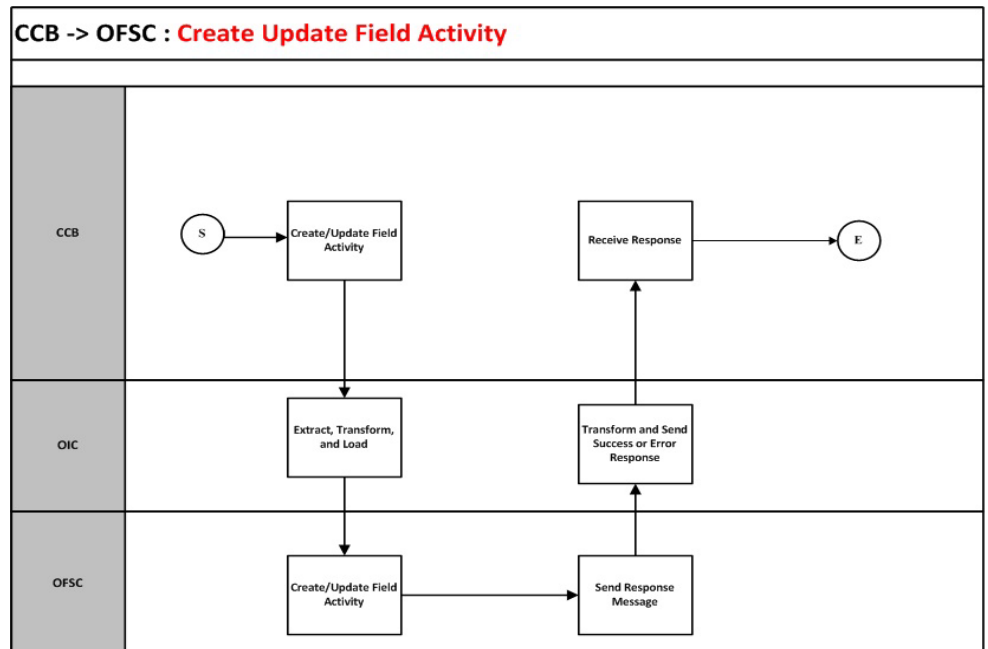 CCB -> OFSC : Create Update Field Activity
CCB
S
Create/Update Field
Activity
Receive Response
E
OIC
Extract, Transform,
and Load
Transform and Send
Success or Error
Response
OFSC
Create/Update Field
Activity
Send Response
Message